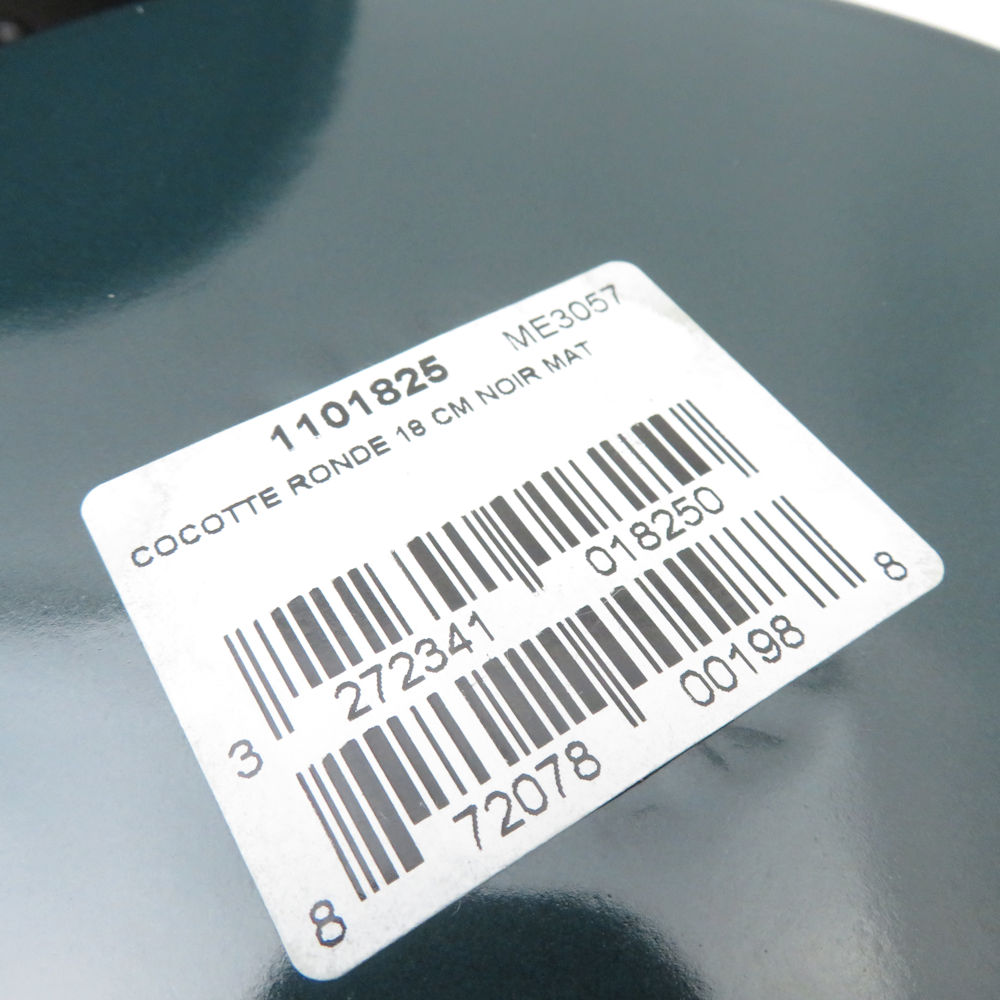 1101825 ME3057
COCOTTE RONDE 18 CM NOIR MAT
3 272341 018250
8 72078 00198 8